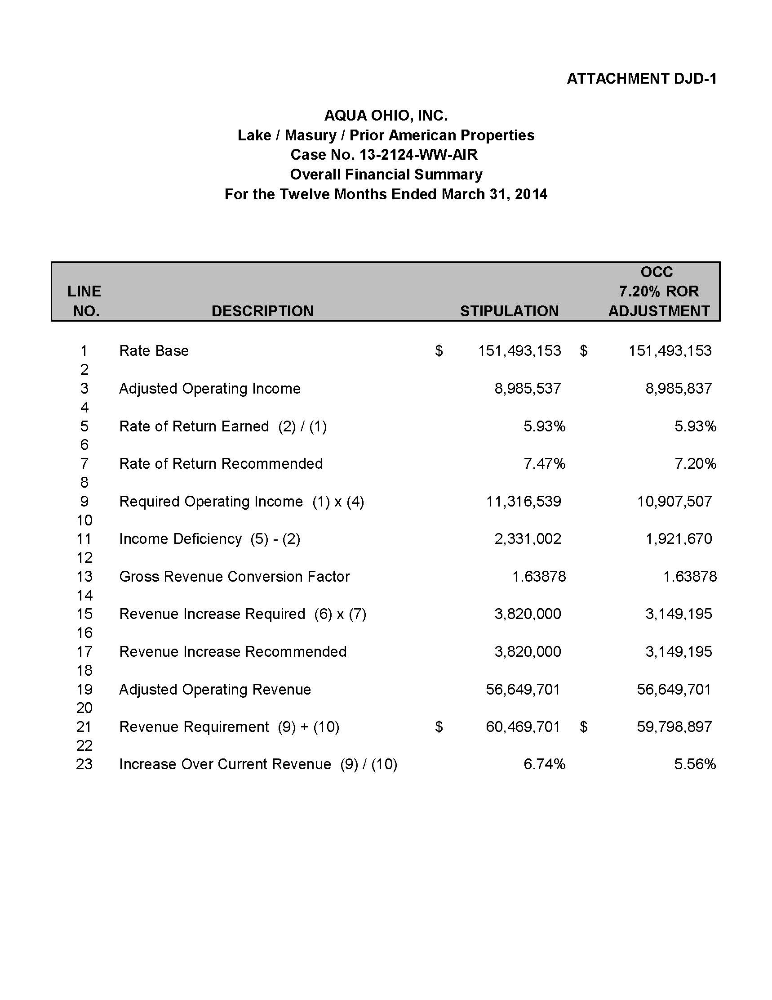 ATTACHMENT DJD-1
AQUA OHIO, INC.
Lake / Masury / Prior American Properties
Case No. 13-2124-WW-AIR
Overall Financial Summary
For the Twelve Months Ended March 31, 2014
OCC
LINE 7.20% ROR
NO. DESCRIPTION STIPULATION ADJUSTMENT
1 Rate Base $ 151,493,153 $ 151,493,153
2
3 Adjusted Operating Income 8,985,537 8,985,837
4
5 Rate of Return Earned (2) / (1) 5.93% 5.93%
6
7 Rate of Return Recommended 7.47% 7.20%
8
9 Required Operating Income (1) x (4) 11,316,539 10,907,507
10
11 Income Deficiency (5) - (2) 2,331,002 1,921,670
12
13 Gross Revenue Conversion Factor 1.63878 1.63878
14
15 Revenue Increase Required (6) x (7) 3,820,000 3,149,195
16
17 Revenue Increase Recommended 3,820,000 3,149,195
18
19 Adjusted Operating Revenue 56,649,701 56,649,701
20
21 Revenue Requirement (9) + (10) $ 60,469,701 $ 59,798,897
22
23 Increase Over Current Revenue (9) / (10) 6.74% 5.56%